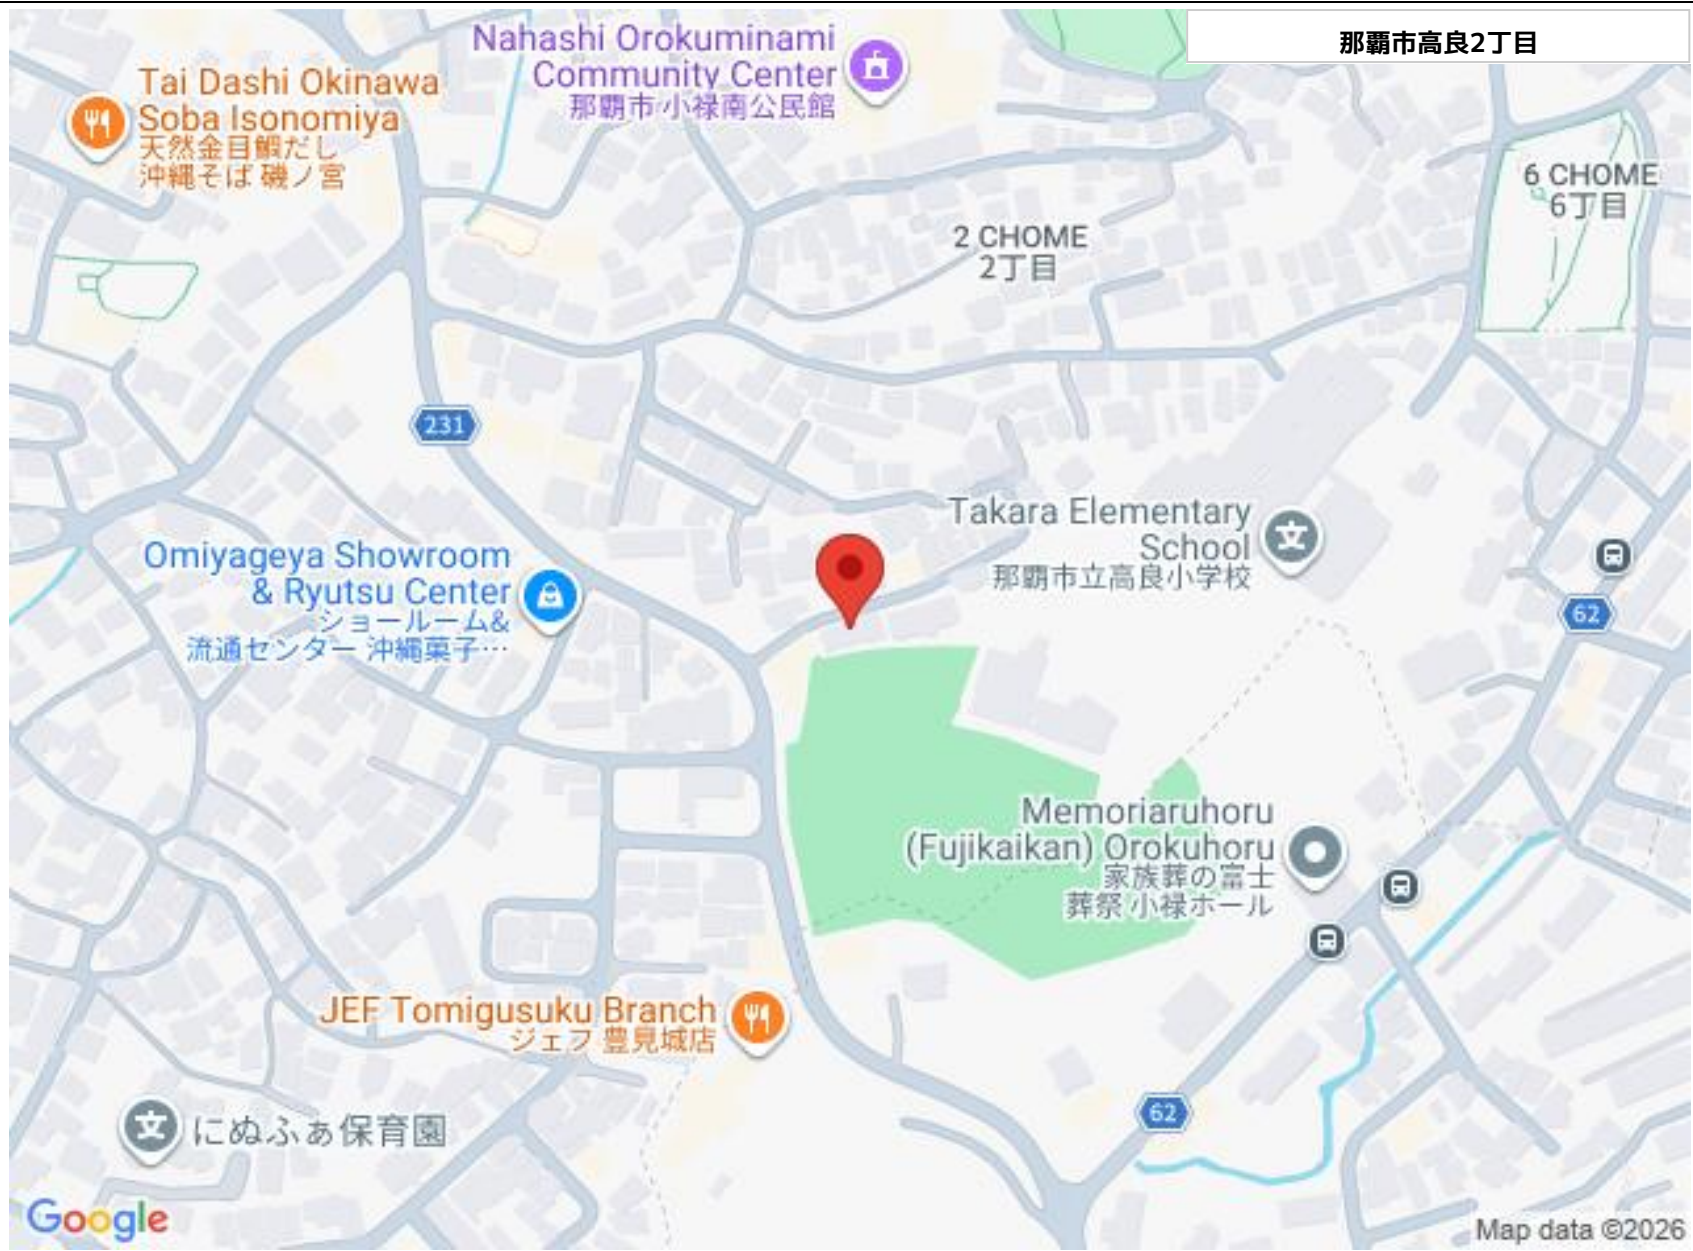 那覇市高良2丁目
Nahashi Orokuminami
Community Center
那覇市 小禄南公民館
Tai Dashi Okinawa
Soba Isonomiya
天然金目鯛だし
沖縄そば 磯ノ宮
6 CHOME
6丁目
2 CHOME
2丁目
231
Takara Elementary
School
那覇市立高良小学校
Omiyageya Showroom
& Ryutsu Center
ショールーム&
流通センター 沖縄菓子…
62
Memoriaruhoru
(Fujikaikan) Orokuhoru
家族葬の富士
葬祭 小禄ホール
JEF Tomigusuku Branch
ジェフ 豊見城店
62
にぬふぁ保育園
Google
Map data ©2026